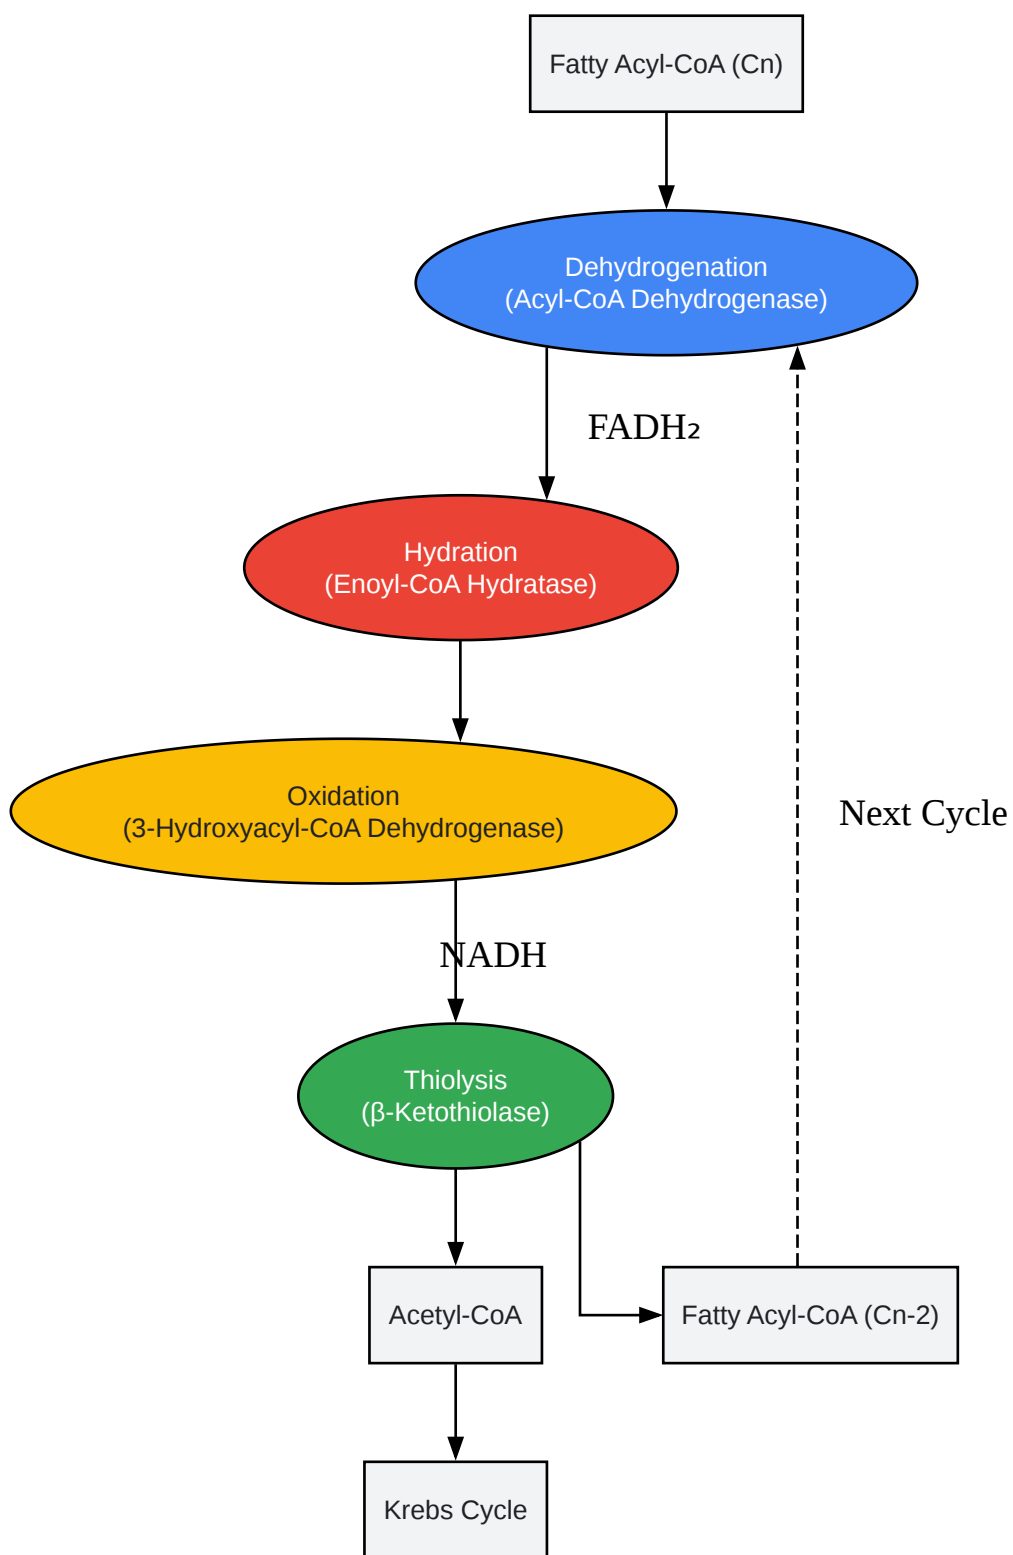 Fatty Acyl-CoA (Cn)
Dehydrogenation
(Acyl-CoA Dehydrogenase)
FADH₂
Hydration
(Enoyl-CoA Hydratase)
Oxidation
(3-Hydroxyacyl-CoA Dehydrogenase)
Next Cycle
NADH
Thiolysis
(β-Ketothiolase)
Acetyl-CoA
Fatty Acyl-CoA (Cn-2)
Krebs Cycle